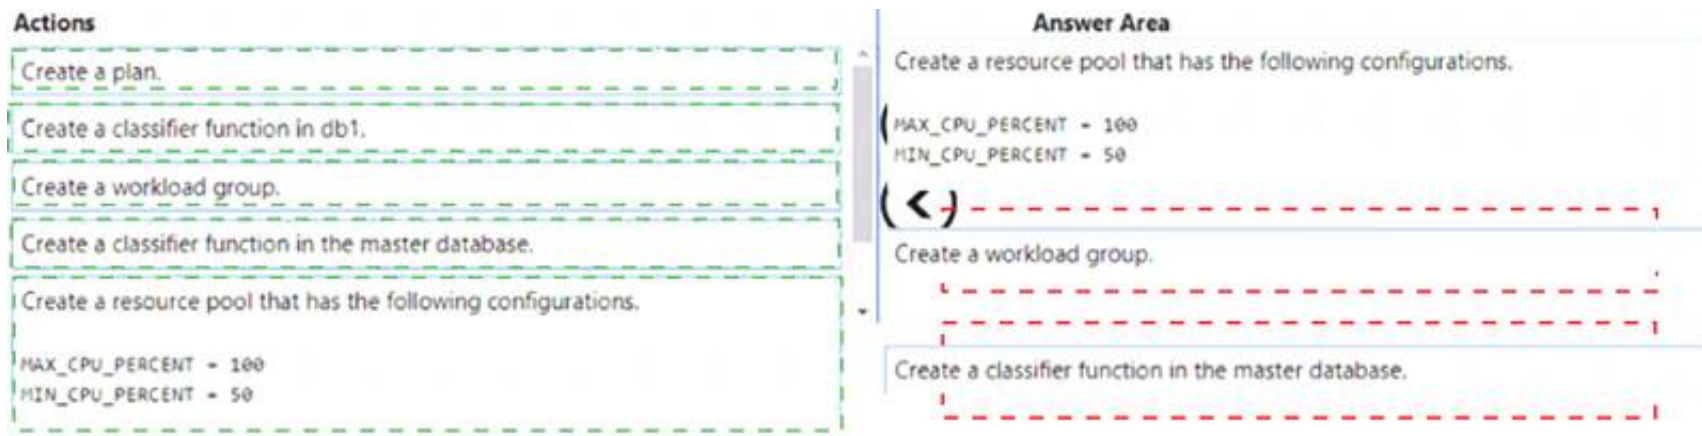 Actions
Create a plan.
Create a classifier function in db1.
Create a workload group.
Create a classifier function in the master database.
Create a resource pool that has the following configurations.
MAX_CPU_PERCENT = 100
MIN_CPU_PERCENT = 50
Answer Area
Create a resource pool that has the following configurations.
MAX_CPU_PERCENT = 100
MIN_CPU_PERCENT = 50
Create a workload group.
Create a classifier function in the master database.